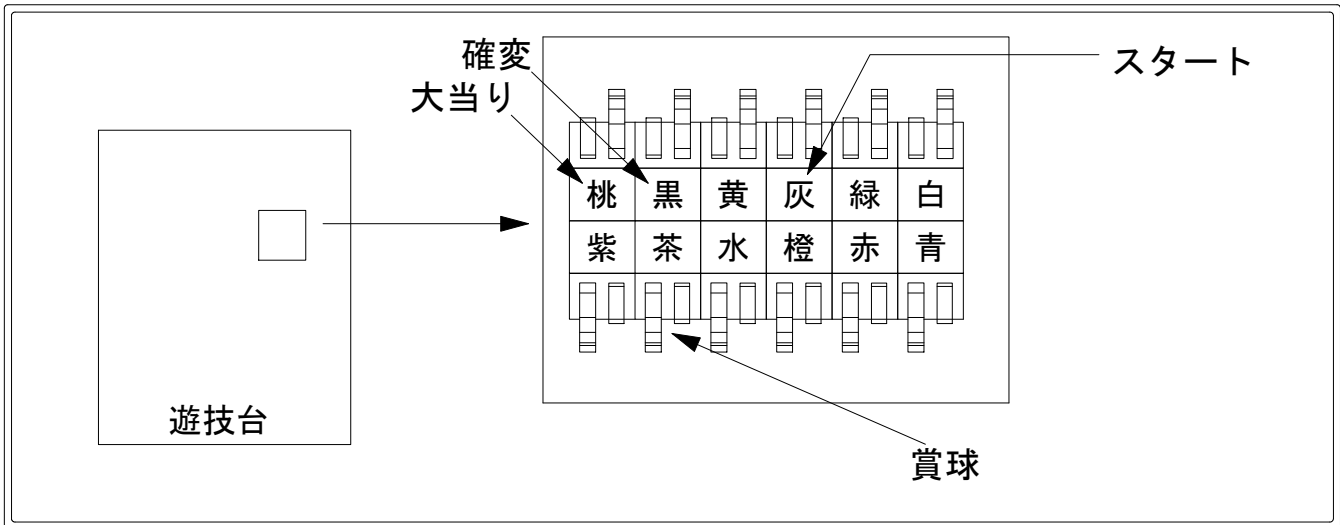 確変
大当り
スタート
桃 黒 黄 灰 緑 白
紫 茶 水 橙 赤 青
遊技台
賞球